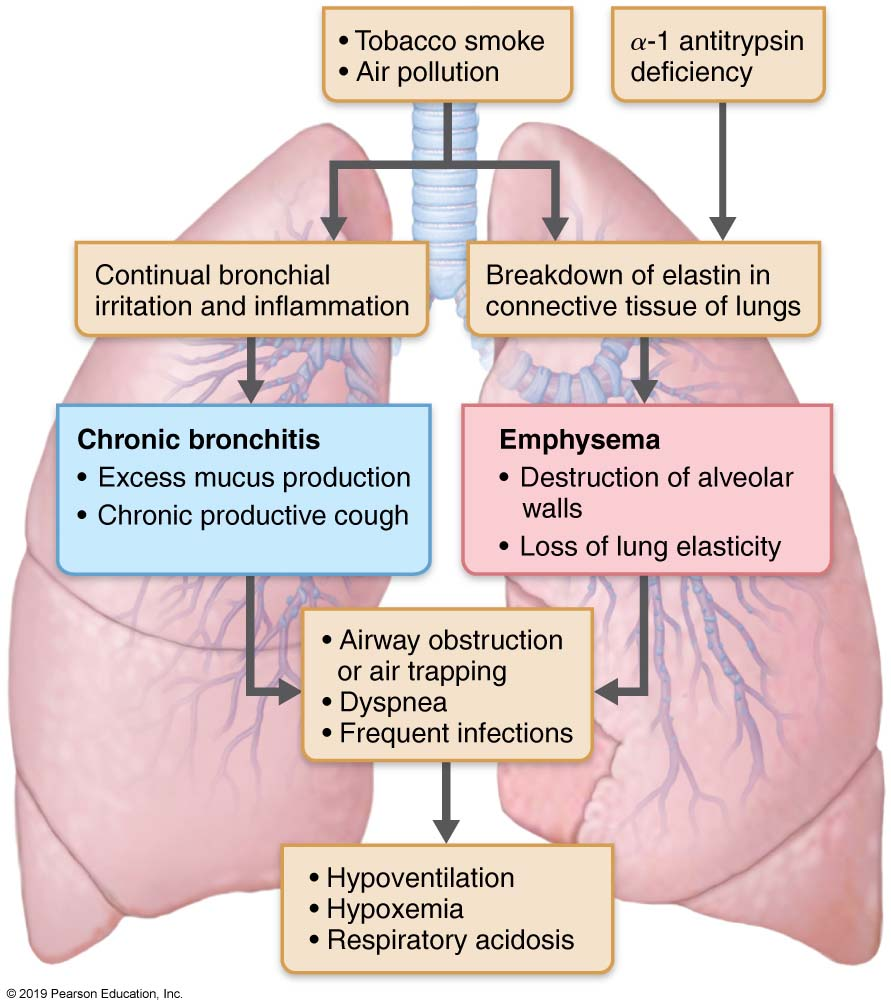 • Tobacco smoke
• Air pollution
α-1 antitrypsin
deficiency
Continual bronchial
irritation and inflammation
Breakdown of elastin in
connective tissue of lungs
Chronic bronchitis
• Excess mucus production
• Chronic productive cough
Emphysema
• Destruction of alveolar
walls
• Loss of lung elasticity
• Airway obstruction
or air trapping
• Dyspnea
• Frequent infections
• Hypoventilation
• Hypoxemia
• Respiratory acidosis
© 2019 Pearson Education, Inc.